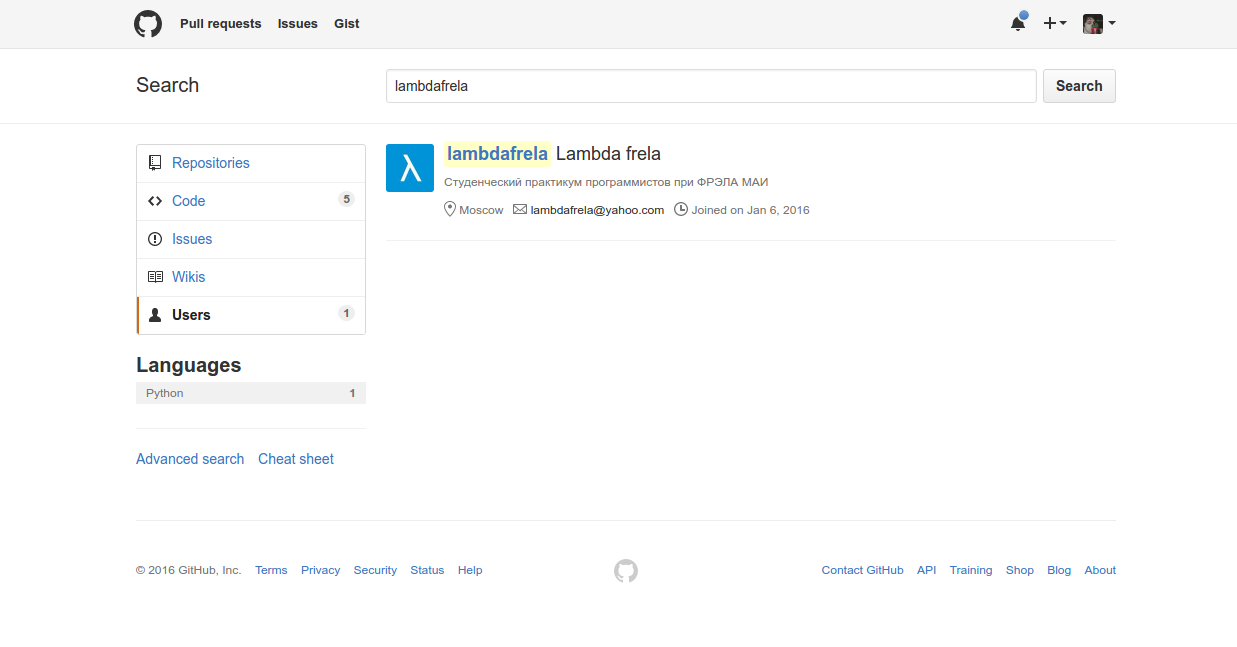 Pull requests Issues Gist
Search
lambdafrela
Search
Repositories
Code 5
Issues
Wikis
Users 1
Languages
Python 1
Advanced search Cheat sheet
λ
lambdafrela Lambda frela
Студенческий практикум программистов при ФРЭЛА МАИ
Moscow lambdafrela@yahoo.com Joined on Jan 6, 2016
© 2016 GitHub, Inc. Terms Privacy Security Status Help
Contact GitHub API Training Shop Blog About